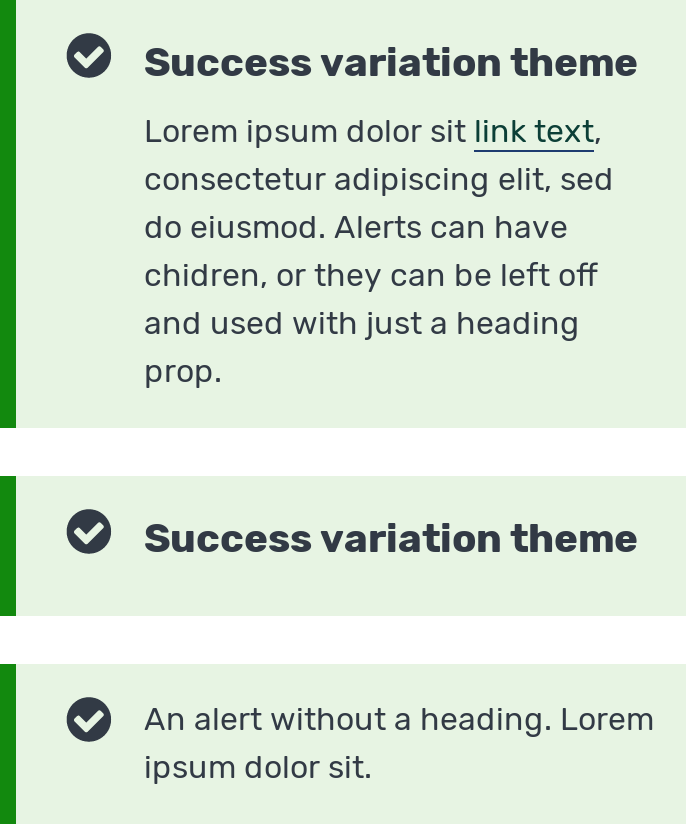 Success variation theme
Lorem ipsum dolor sit link text,
consectetur adipiscing elit, sed
do eiusmod. Alerts can have
chidren, or they can be left off
and used with just a heading
prop.
Success variation theme
An alert without a heading. Lorem
ipsum dolor sit.